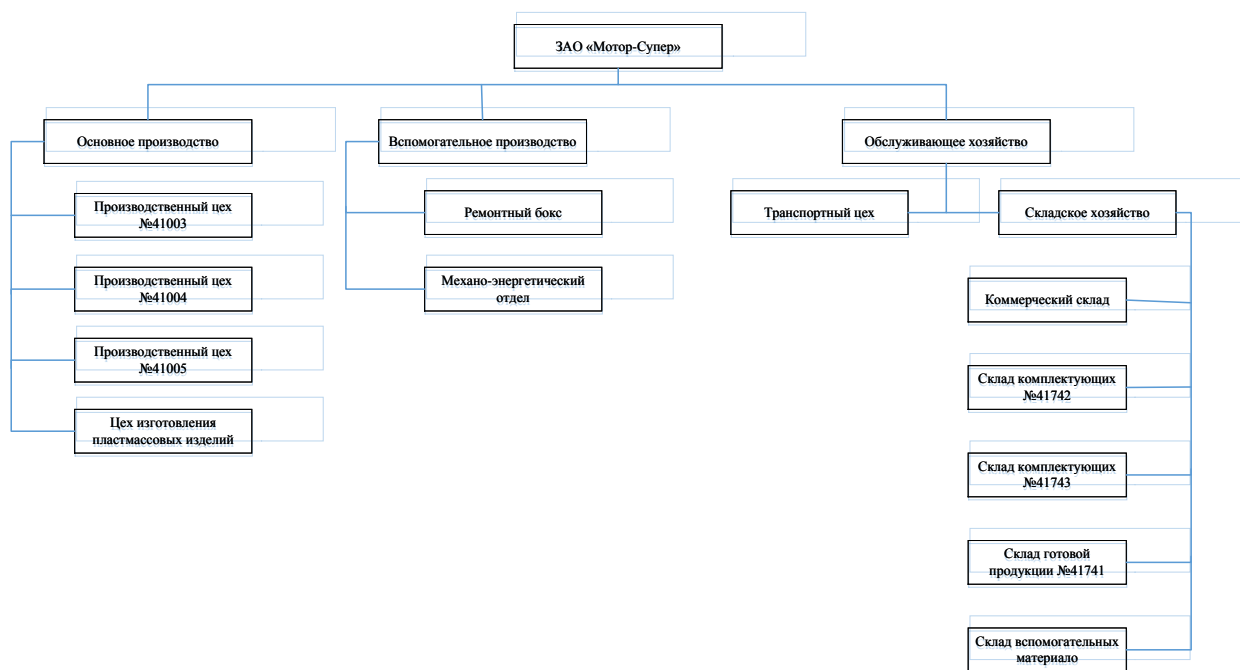 ЗАО «Мотор-Супер»
Основное производство
Вспомогательное производство
Обслуживающее хозяйство
Производственный цех
№41003
Ремонтный бокс
Транспортный цех
Складское хозяйство
Производственный цех
№41004
Механо-энергетический
отдел
Коммерческий склад
Производственный цех
№41005
Склад комплектующих
№41742
Цех изготовления
пластмассовых изделий
Склад комплектующих
№41743
Склад готовой
продукции №41741
Склад вспомогательных
материало